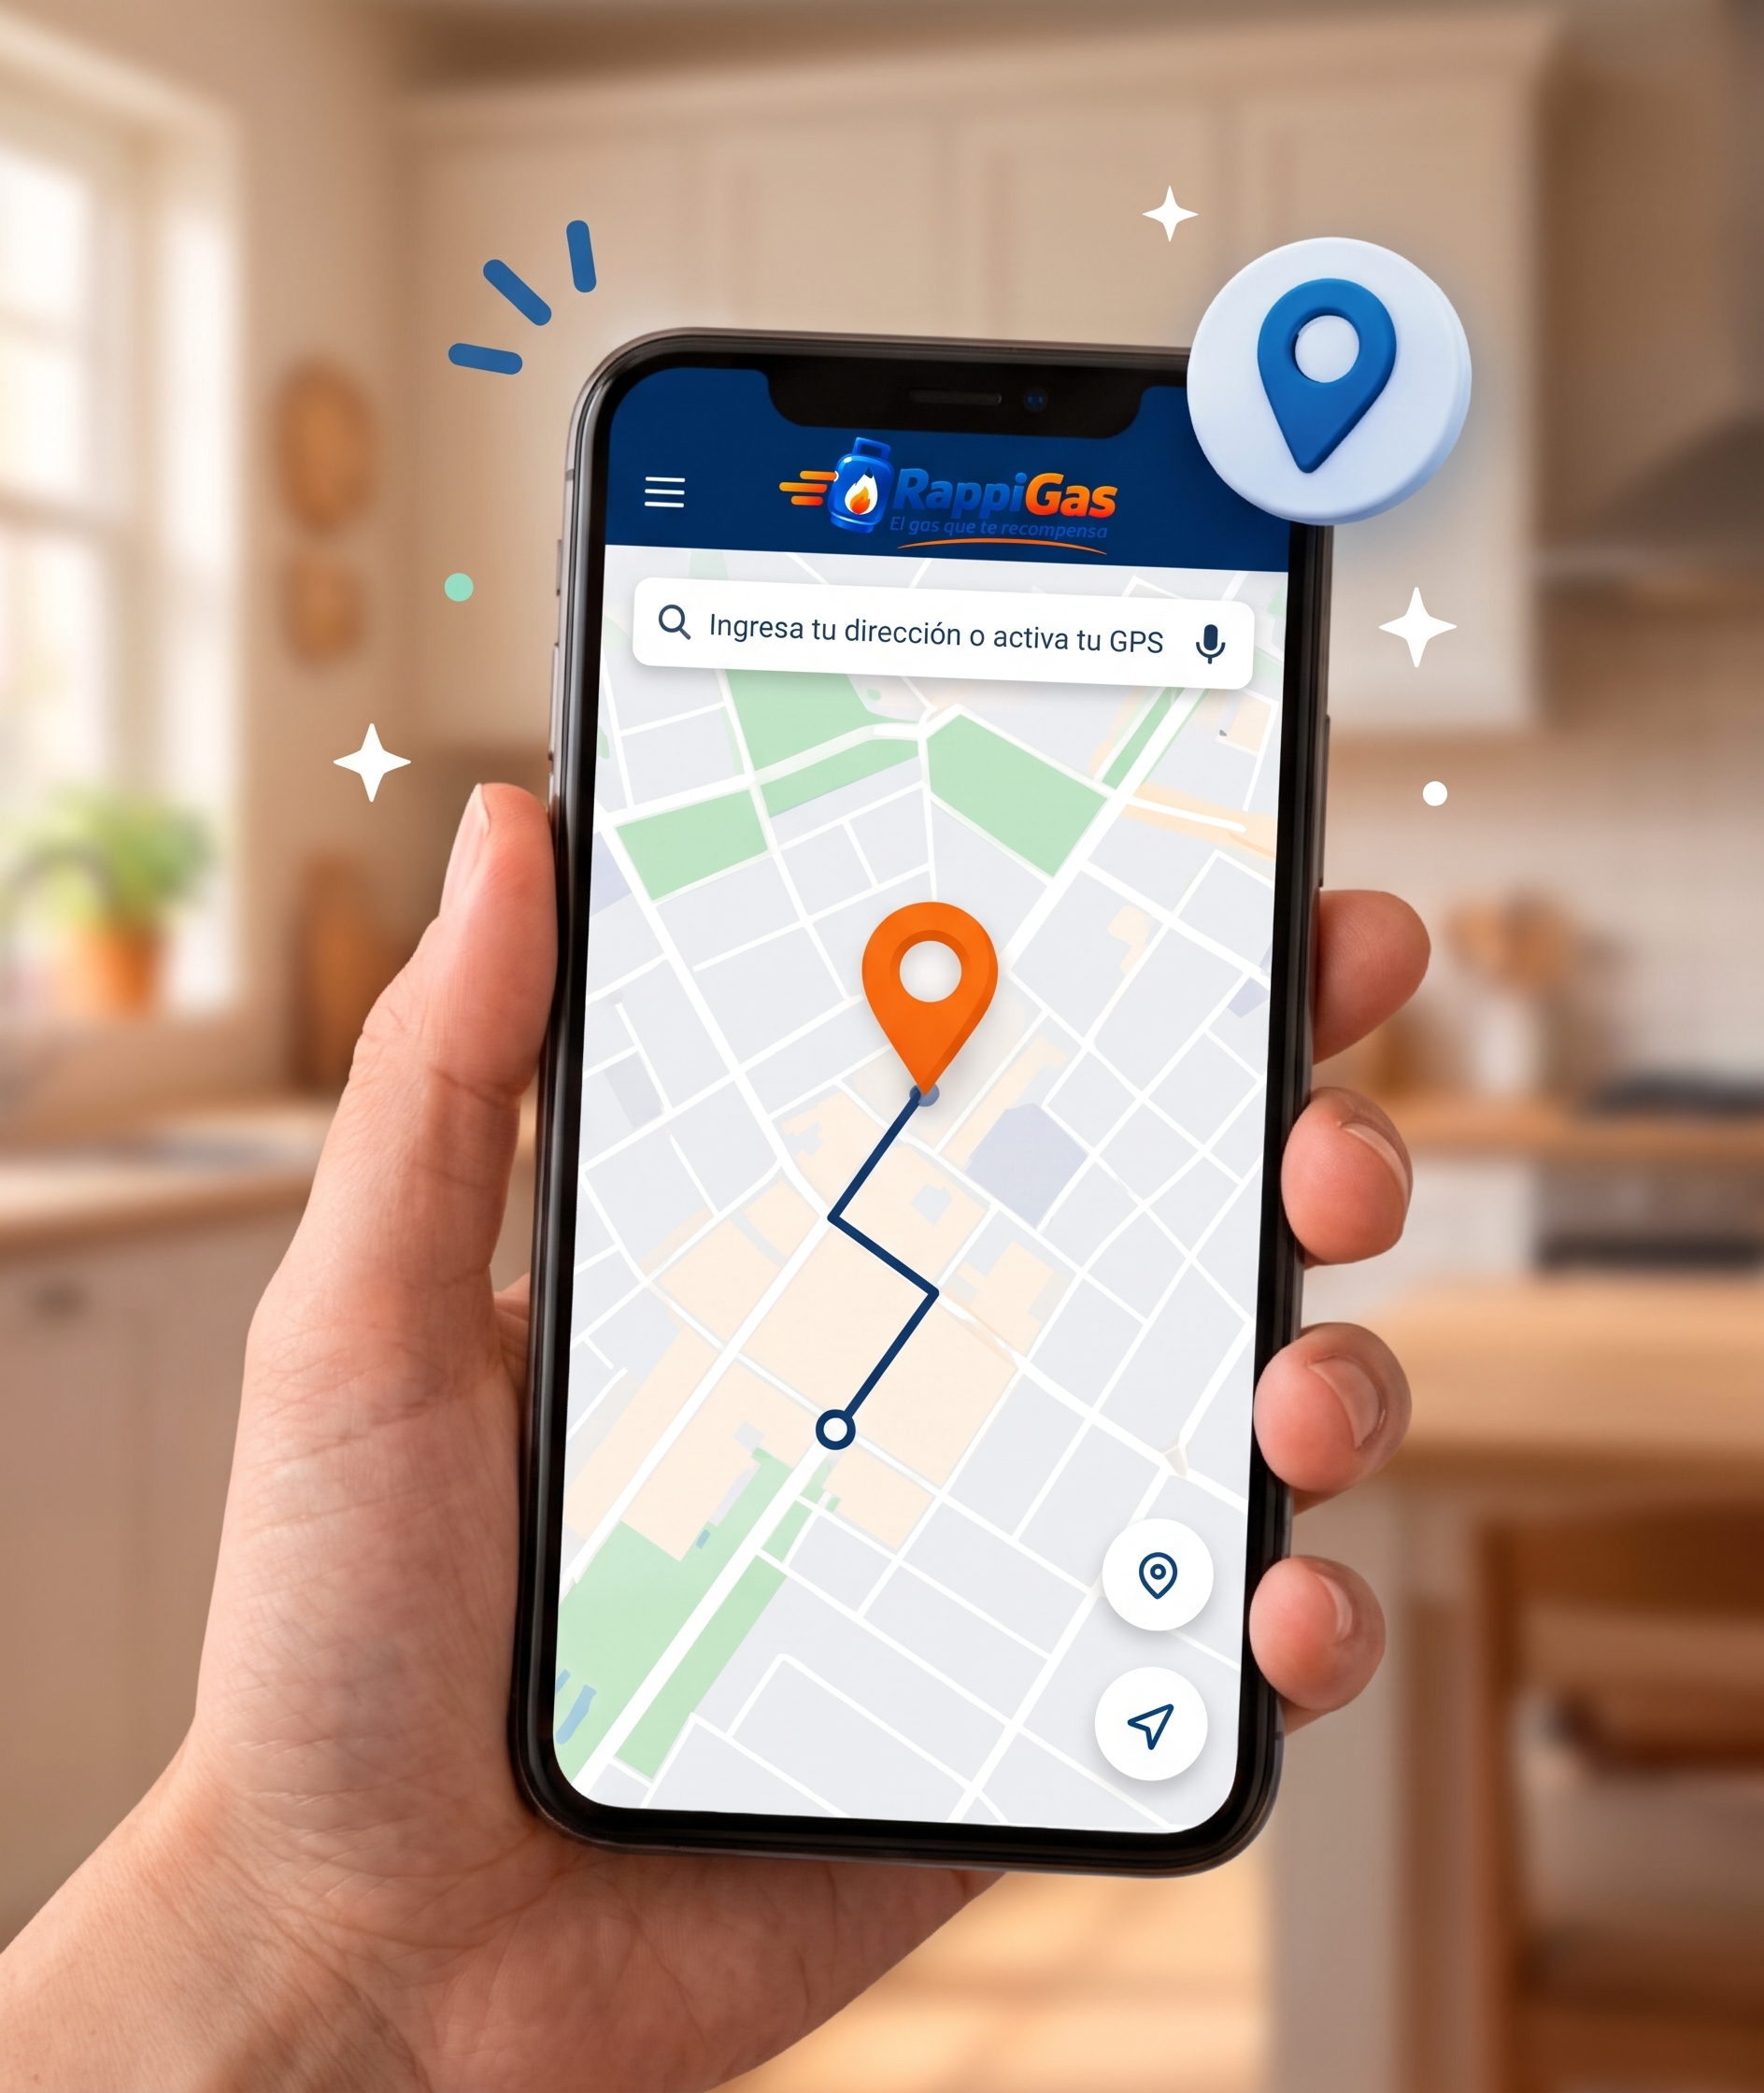 RappiGas
El gas que te recompensa
Ingresa tu dirección o activa tu GPS